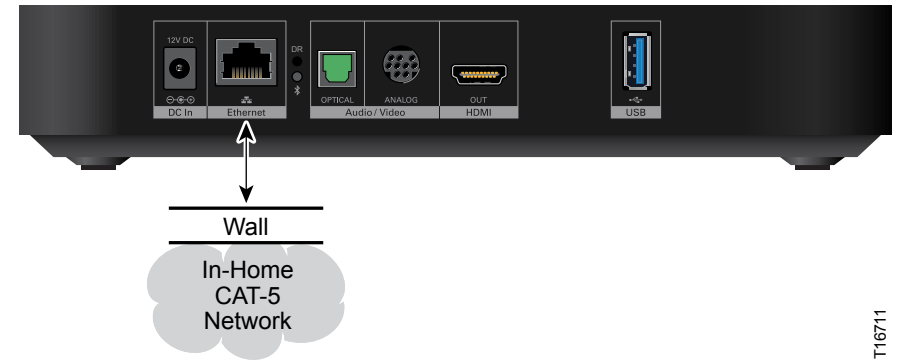 12V DC
DR
OPTICAL
ANALOG
OUT
DC In
Ethernet
Audio / Video
HDMI
USB
Wall
In-Home
CAT-5
Network
T16711